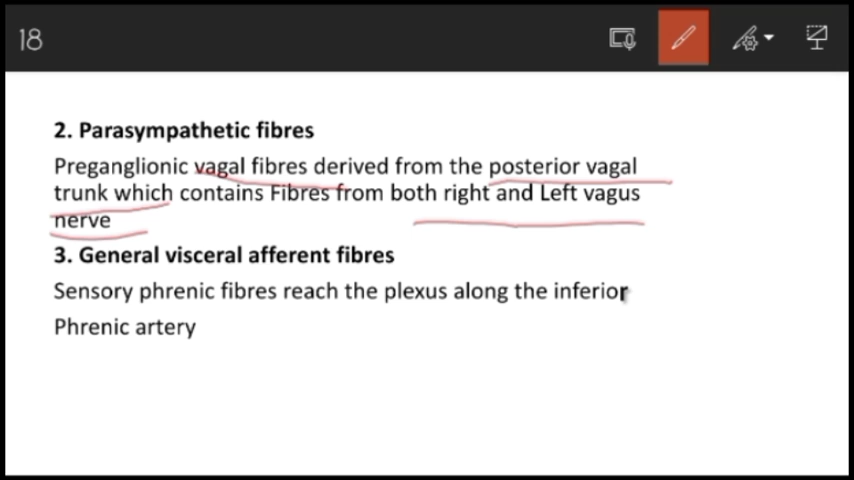 18
2. Parasympathetic fibres
Preganglionic vagal fibres derived from the posterior vagal
trunk which contains Fibres from both right and Left vagus
nerve
3. General visceral afferent fibres
Sensory phrenic fibres reach the plexus along the inferior
Phrenic artery